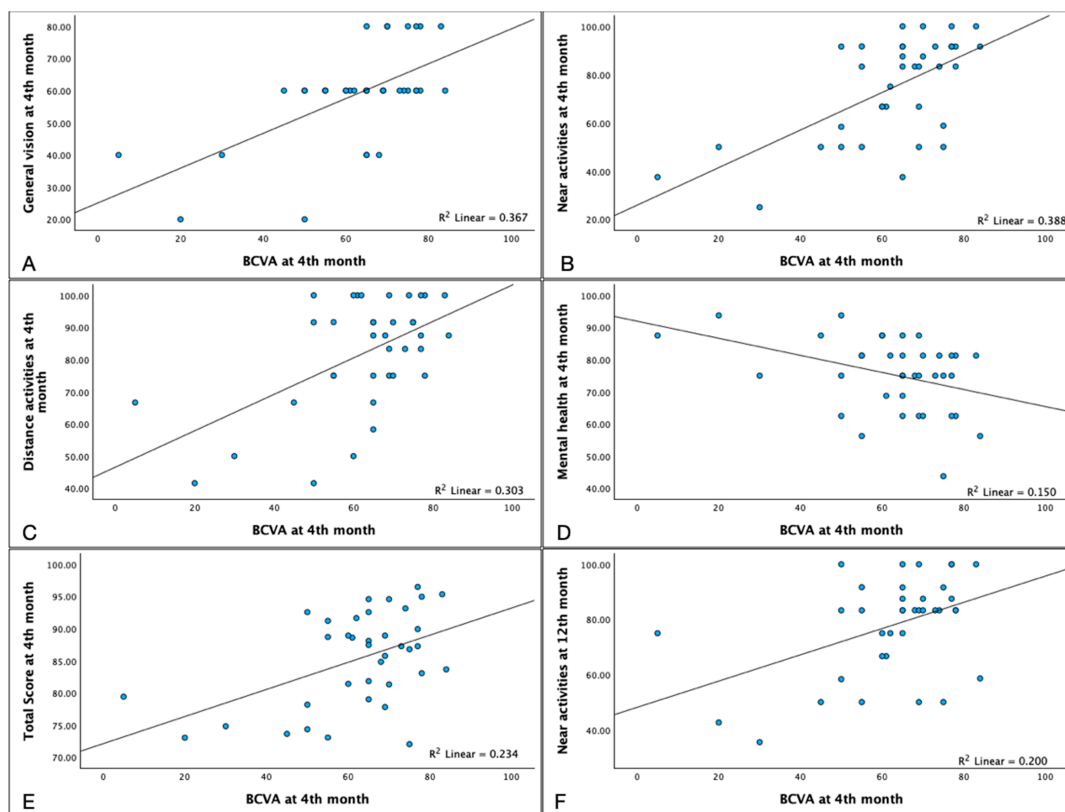 General vision at 4th month
80.00
70.00
60.00
50.00
40.00
30.00
20.00
0
20
40
60
80
100
R² Linear = 0.367
A
BCVA at 4th month
Near activities at 4th month
100.00
80.00
60.00
40.00
20.00
0
20
40
60
80
100
R² Linear = 0.388
B
BCVA at 4th month
Distance activities at 4th
month
100.00
90.00
80.00
70.00
60.00
50.00
40.00
0
20
40
60
80
100
R² Linear = 0.303
C
BCVA at 4th month
Mental health at 4th month
100.00
90.00
80.00
70.00
60.00
50.00
40.00
0
20
40
60
80
100
R² Linear = 0.150
D
BCVA at 4th month
Total Score at 4th month
100.00
95.00
90.00
85.00
80.00
75.00
70.00
0
20
40
60
80
100
R² Linear = 0.234
E
BCVA at 4th month
Near activities at 12th month
100.00
80.00
60.00
40.00
0
20
40
60
80
100
R² Linear = 0.200
F
BCVA at 4th month